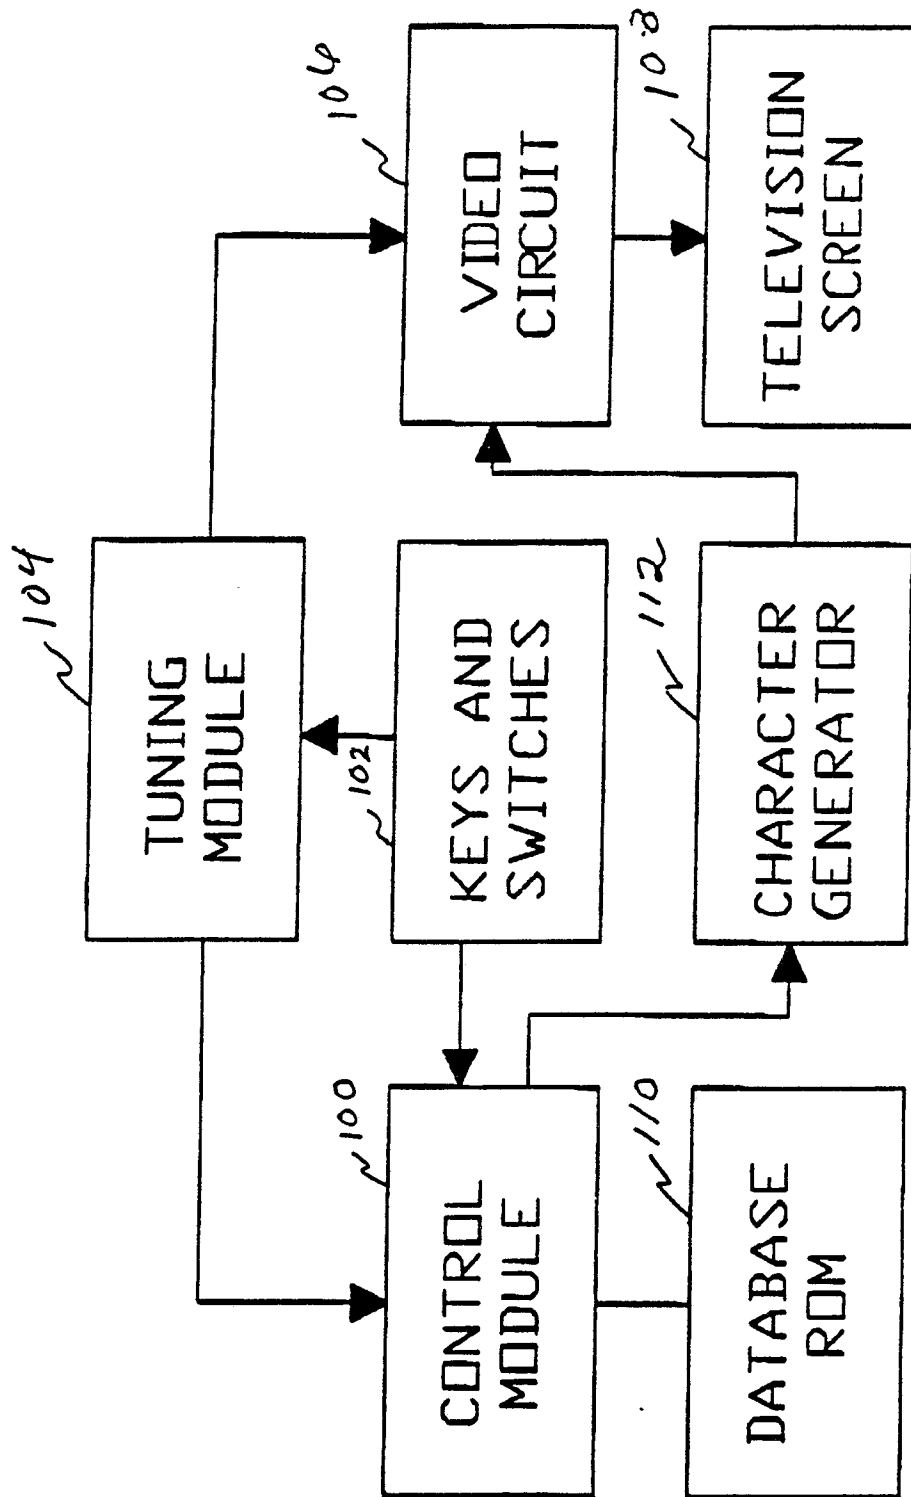 104
TUNING
MODULE
100
CONTROL
MODULE
102
KEYS AND
SWITCHES
106
VIDEO
CIRCUIT
110
DATABASE
ROM
112
CHARACTER
GENERATOR
108
TELEVISION
SCREEN